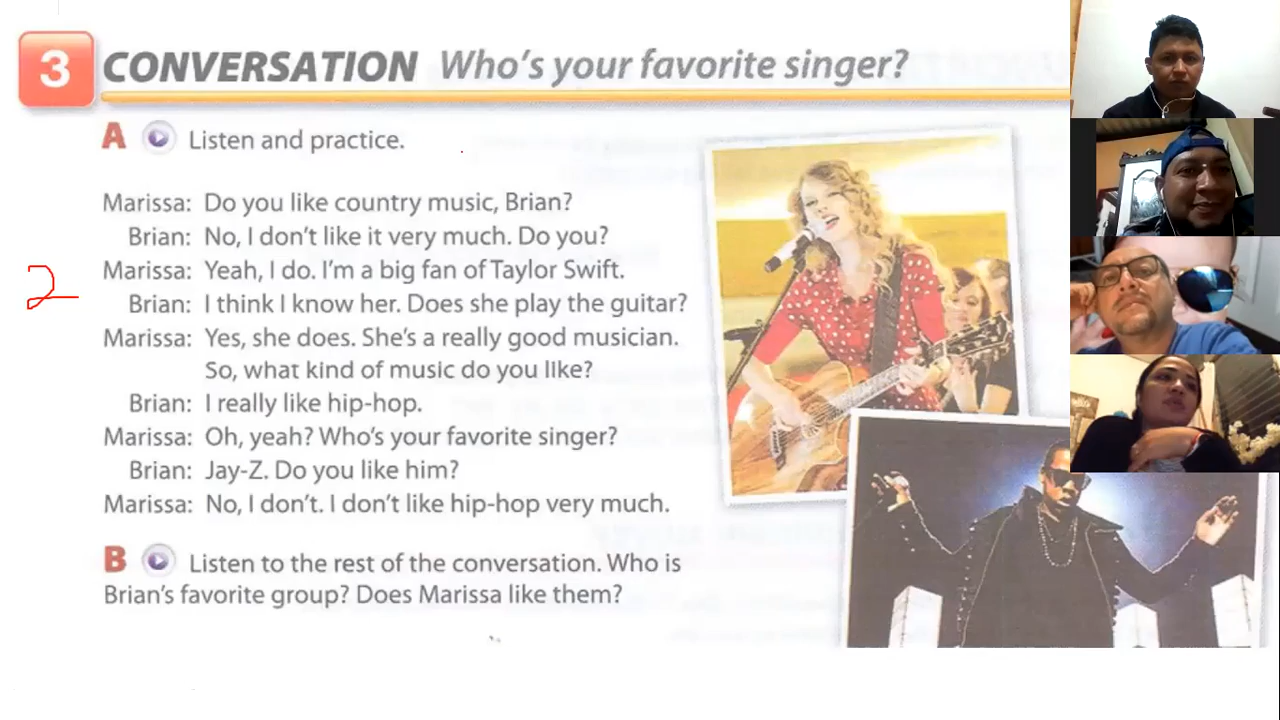 3 CONVERSATION Who's your favorite singer?
A Listen and practice.
Marissa: Do you like country music, Brian?
Brian: No, I don't like it very much. Do you?
Marissa: Yeah, I do. I'm a big fan of Taylor Swift.
2
Brian: I think I know her. Does she play the guitar?
Marissa: Yes, she does. She's a really good musician.
So, what kind of music do you like?
Brian: I really like hip-hop.
Marissa: Oh, yeah? Who's your favorite singer?
Brian: Jay-Z. Do you like him?
Marissa: No, I don't. I don't like hip-hop very much.
B Listen to the rest of the conversation. Who is
Brian's favorite group? Does Marissa like them?